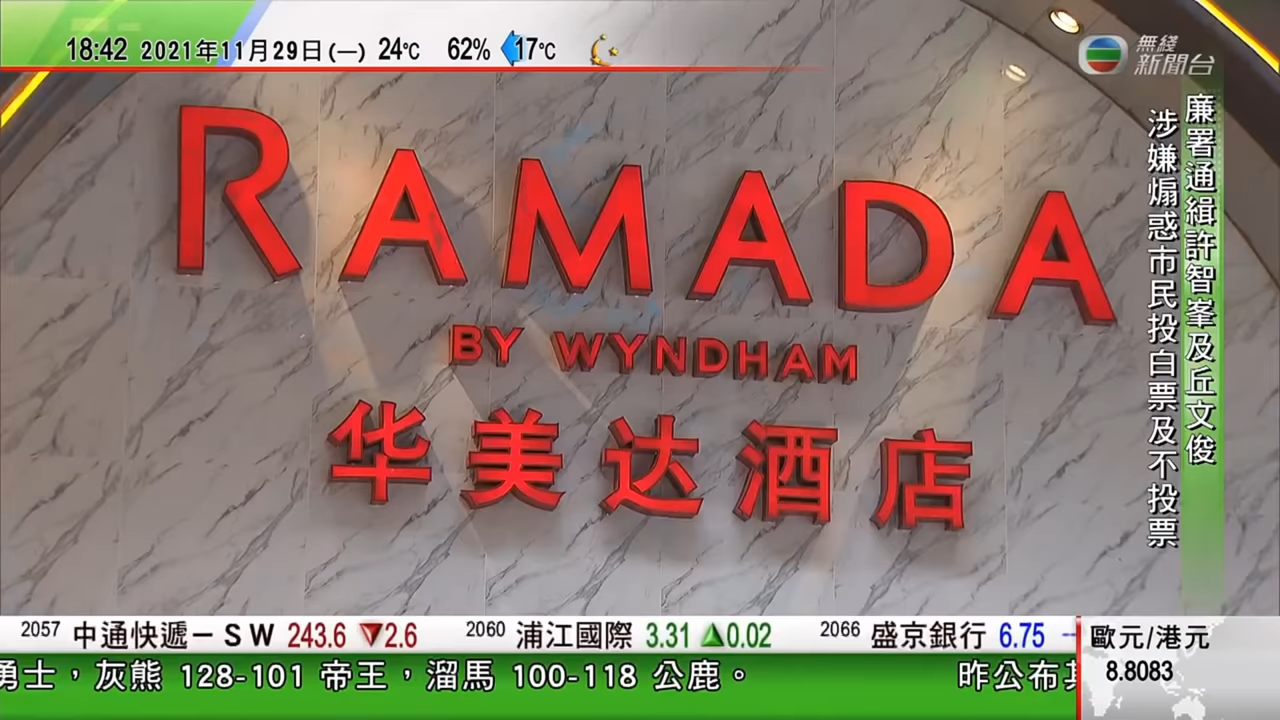 18:42 2021年11月29日(一) 24℃ 62% 17℃
無綫
新聞台
廉署通緝許智峯及丘文俊
涉嫌煽惑市民投白票及不投票
RAMADA
BY WYNDHAM
华美达酒店
2057 中通快遞－ＳＷ 243.6 ▼2.6 2060 浦江國際 3.31 ▲0.02 2066 盛京銀行 6.75
歐元/港元
8.8083
勇士，灰熊 128-101 帝王，溜馬 100-118 公鹿。 昨公布其